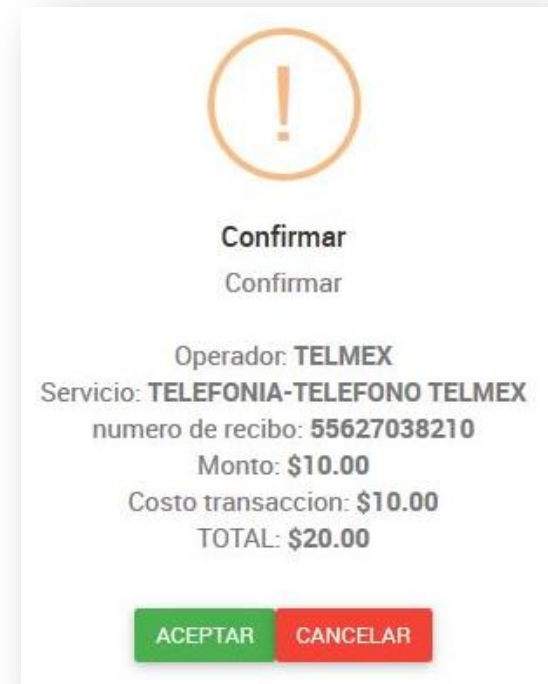 !
Confirmar
Confirmar
Operador: TELMEX
Servicio: TELEFONIA-TELEFONO TELMEX
numero de recibo: 55627038210
Monto: $10.00
Costo transaccion: $10.00
TOTAL: $20.00
ACEPTAR CANCELAR